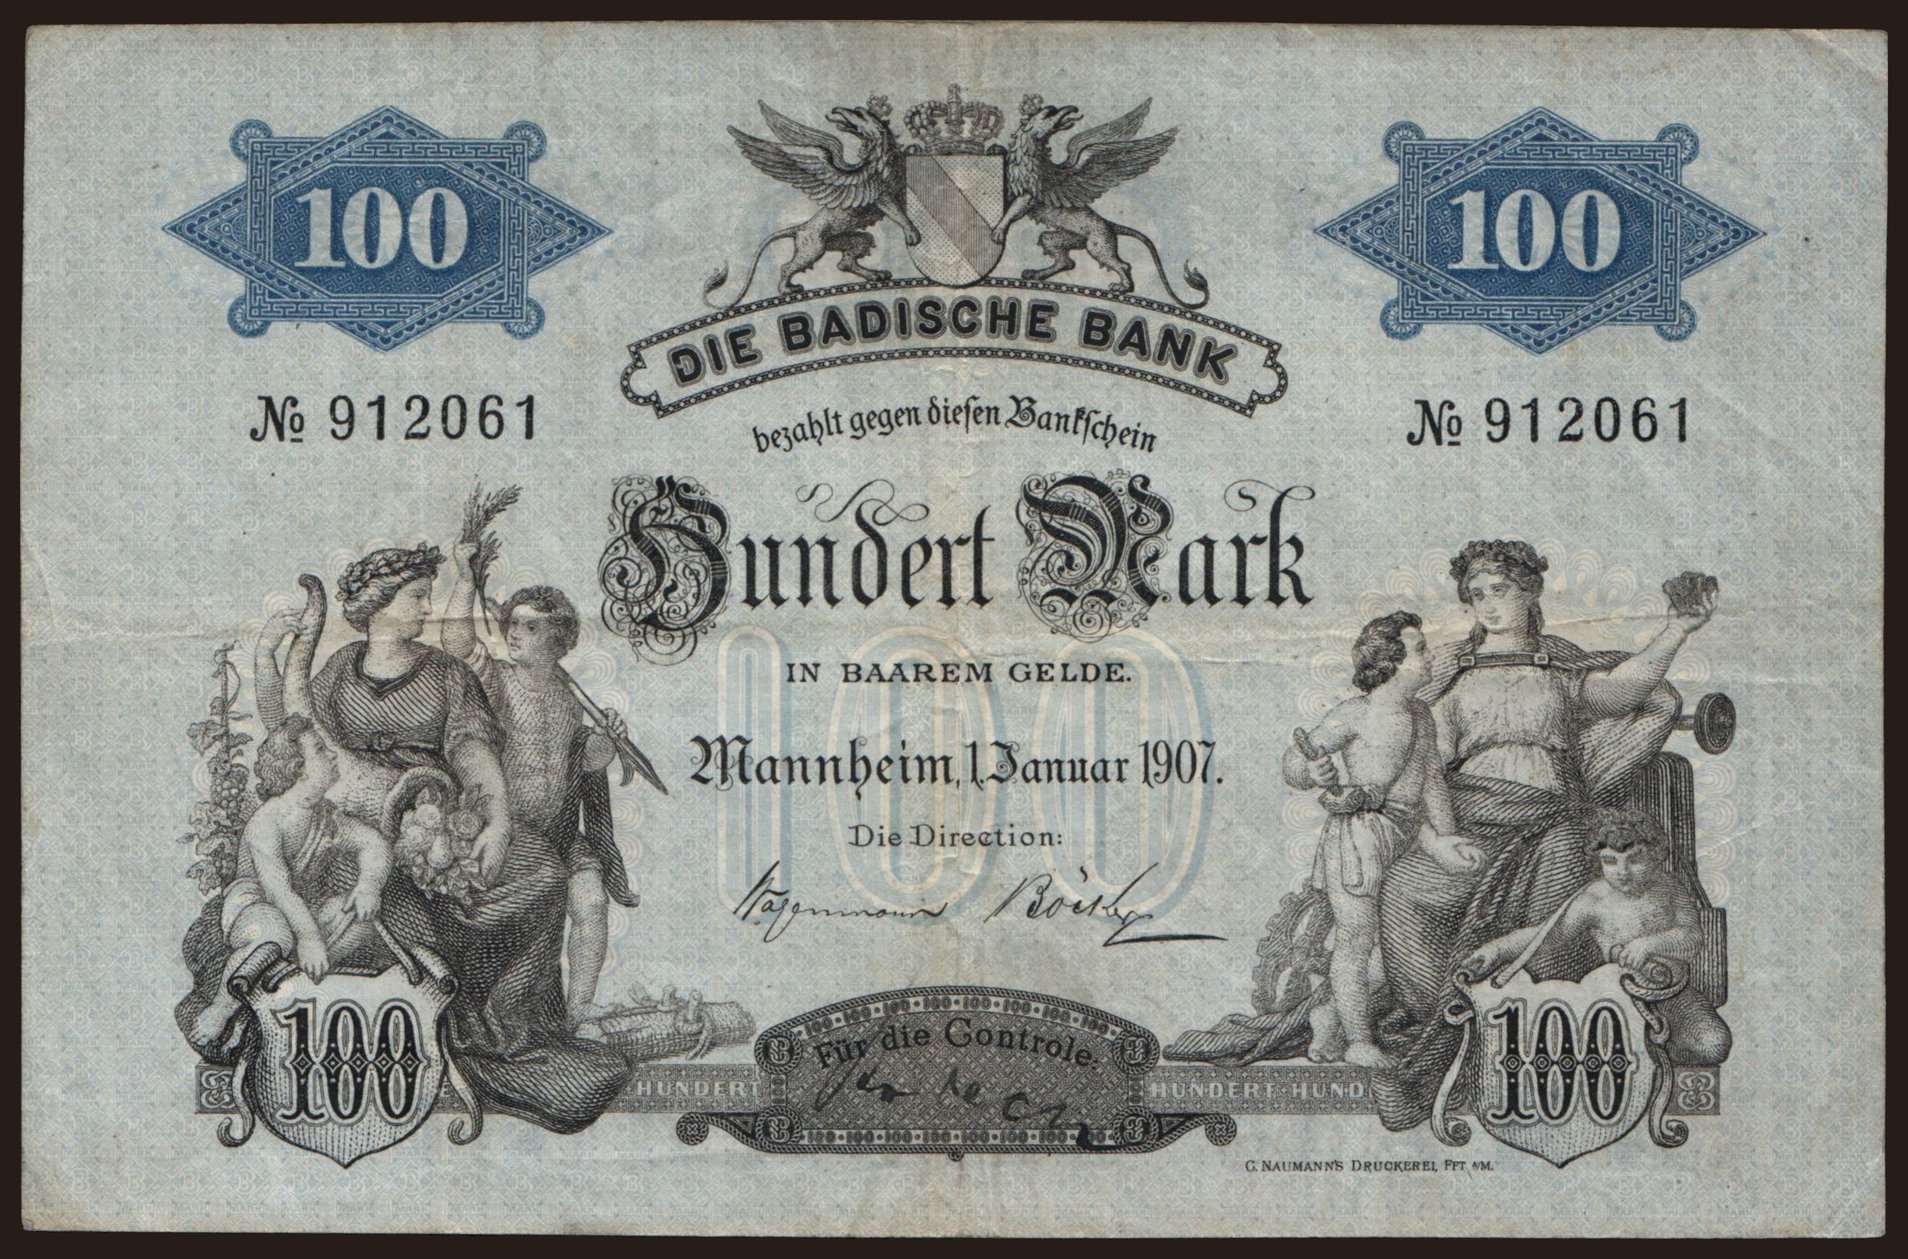 100
100
DIE BADISCHE BANK
№ 912061
№ 912061
bezahlt gegen diesen Bankschein
Hundert Mark
IN BAAREM GELDE.
100
Mannheim, 1. Januar 1907.
Die Direction:
100
100
Für die Controle:
HUNDERT
HUNDERT HUND
C. NAUMANN'S DRUCKEREI, FFT a/M.